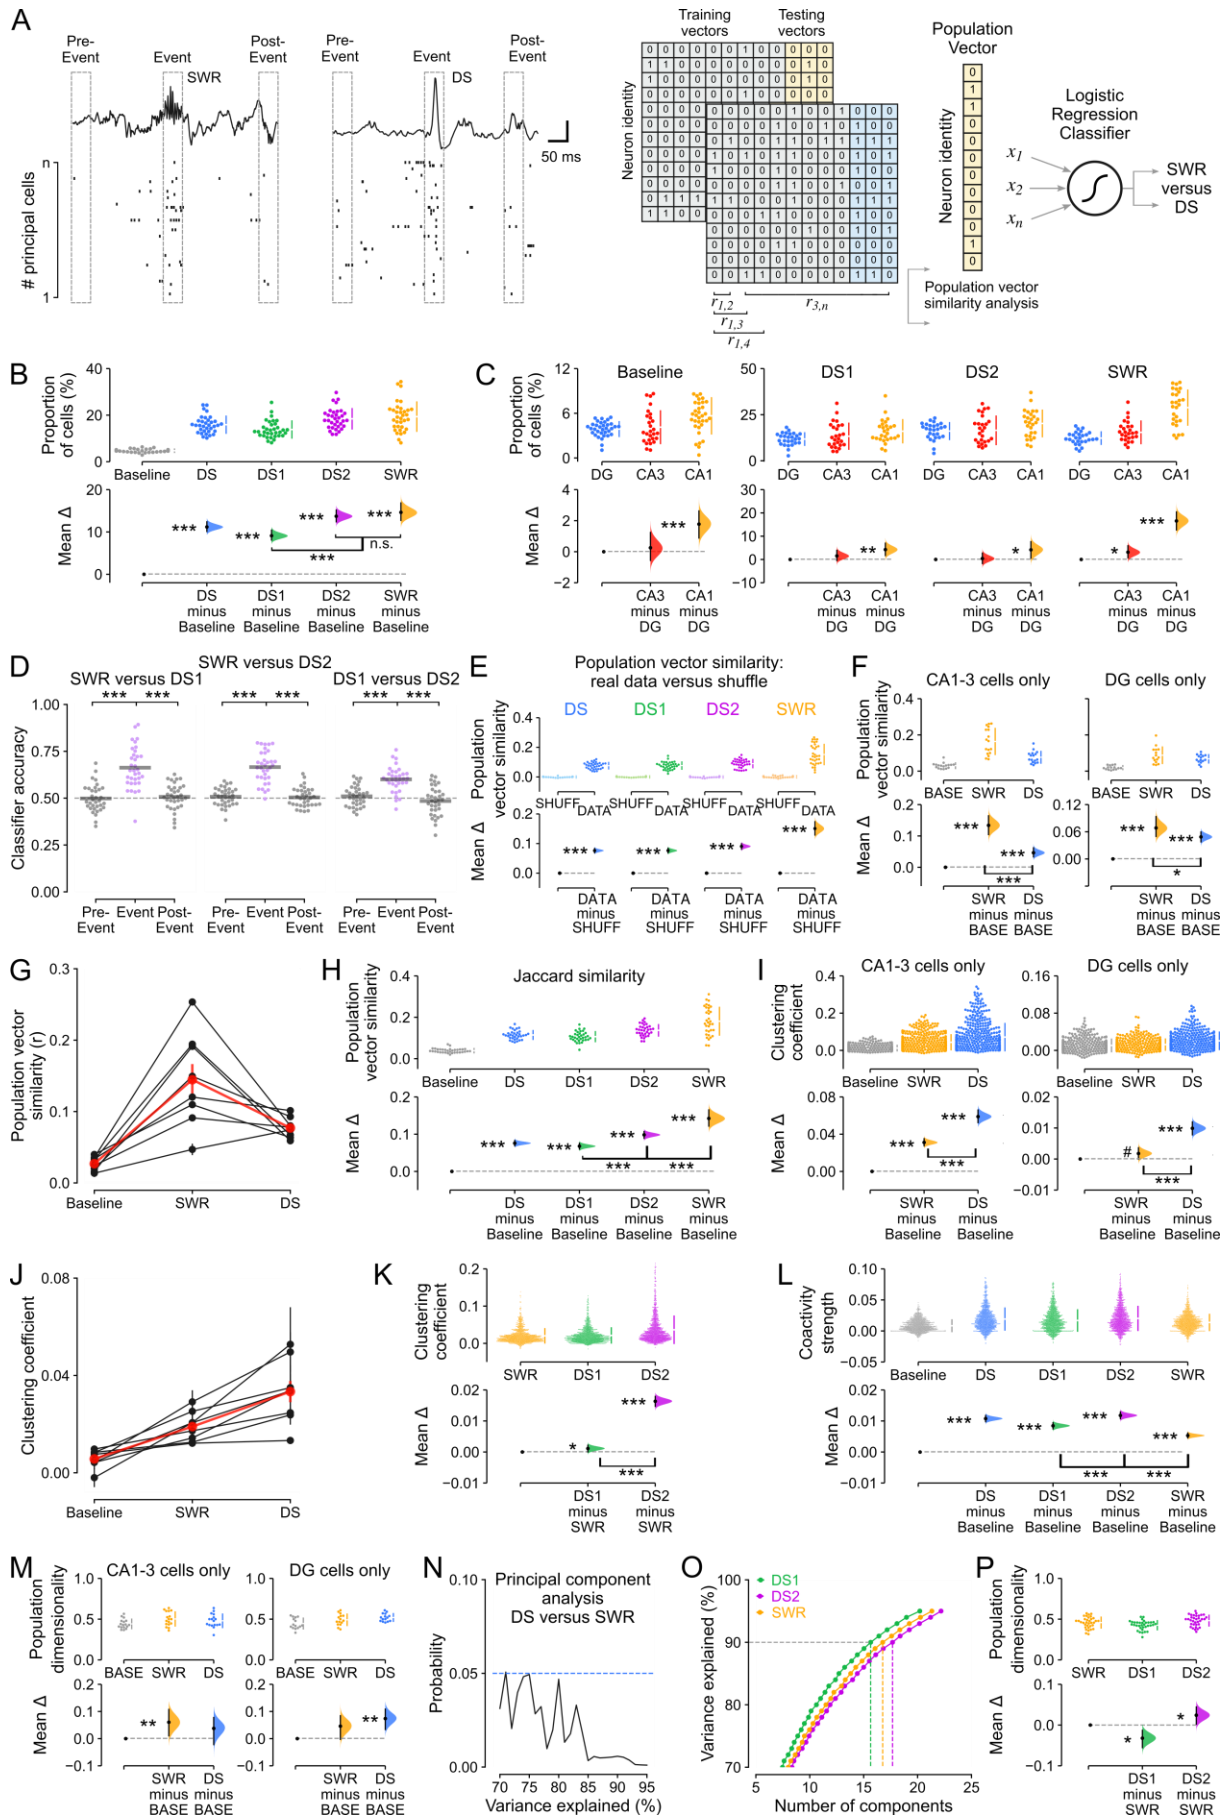 A
Pre-
Event
Event
Post-
Event
SWR
Pre-
Event
Event
Post-
Event
DS
50 ms
n
# principal cells
1
Training
vectors
Testing
vectors
Neuron identity
r1,2
r1,3
r1,4
r3,n
Population
Vector
Neuron identity
0
1
1
1
0
0
0
1
0
0
0
0
1
0
Population vector
similarity analysis
x1
x2
xn
Logistic
Regression
Classifier
SWR
versus
DS
B
Proportion
of cells (%)
40
20
0
Baseline
DS
DS1
DS2
SWR
Mean Δ
20
10
0
***
***
***
***
***
n.s.
DS
minus
Baseline
DS1
minus
Baseline
DS2
minus
Baseline
SWR
minus
Baseline
C
Proportion
of cells (%)
Baseline
DS1
DS2
SWR
12
6
0
50
25
0
DG
CA3
CA1
DG
CA3
CA1
DG
CA3
CA1
DG
CA3
CA1
Mean Δ
4
2
0
−2
30
20
10
0
−10
***
**
*
*
***
CA3
minus
DG
CA1
minus
DG
CA3
minus
DG
CA1
minus
DG
CA3
minus
DG
CA1
minus
DG
CA3
minus
DG
CA1
minus
DG
D
SWR versus DS2
SWR versus DS1
DS1 versus DS2
*** ***
*** ***
*** ***
Classifier accuracy
1.00
0.75
0.50
0.25
0.00
Pre-
Event
Event
Post-
Event
Pre-
Event
Event
Post-
Event
Pre-
Event
Event
Post-
Event
E
Population vector similarity:
real data versus shuffle
Population
vector similarity
DS
DS1
DS2
SWR
0.4
0.2
0.0
SHUFF
DATA
SHUFF
DATA
SHUFF
DATA
SHUFF
DATA
Mean Δ
0.2
0.1
0.0
***
***
***
***
DATA
minus
SHUFF
DATA
minus
SHUFF
DATA
minus
SHUFF
DATA
minus
SHUFF
F
CA1-3 cells only
DG cells only
Population
vector similarity
0.4
0.2
0.0
BASE
SWR
DS
BASE
SWR
DS
Mean Δ
0.2
0.1
0.0
0.12
0.06
0.00
***
***
***
***
***
*
SWR
minus
BASE
DS
minus
BASE
SWR
minus
BASE
DS
minus
BASE
G
Population vector
similarity (r)
0.3
0.2
0.1
0.0
Baseline
SWR
DS
H
Jaccard similarity
Population
vector similarity
0.4
0.2
0.0
Baseline
DS
DS1
DS2
SWR
Mean Δ
0.2
0.1
0.0
***
***
***
***
***
***
DS
minus
Baseline
DS1
minus
Baseline
DS2
minus
Baseline
SWR
minus
Baseline
I
CA1-3 cells only
DG cells only
Clustering
coefficient
0.4
0.2
0.0
0.16
0.08
0.00
Baseline
SWR
DS
Baseline
SWR
DS
Mean Δ
0.08
0.04
0.00
0.02
0.01
0.00
−0.01
***
***
***
#
***
***
SWR
minus
Baseline
DS
minus
Baseline
SWR
minus
Baseline
DS
minus
Baseline
J
Clustering coefficient
0.08
0.04
0.00
Baseline
SWR
DS
K
Clustering
coefficient
0.2
0.1
0.0
SWR
DS1
DS2
Mean Δ
0.02
0.01
0.00
−0.01
*
***
***
DS1
minus
SWR
DS2
minus
SWR
L
Coactivity
strength
0.10
0.05
0.00
−0.05
Baseline
DS
DS1
DS2
SWR
Mean Δ
0.02
0.01
0.00
−0.01
***
***
***
***
***
***
DS
minus
Baseline
DS1
minus
Baseline
DS2
minus
Baseline
SWR
minus
Baseline
M
CA1-3 cells only
DG cells only
Population
dimensionality
1.0
0.5
0.0
1.0
0.5
0.0
BASE
SWR
DS
BASE
SWR
DS
Mean Δ
0.2
0.1
0.0
−0.1
0.2
0.1
0.0
−0.1
**
**
SWR
minus
BASE
DS
minus
BASE
SWR
minus
BASE
DS
minus
BASE
N
Principal component
analysis
DS versus SWR
Probability
0.10
0.05
0.00
70 75 80 85 90 95
Variance explained (%)
O
DS1
DS2
SWR
Variance explained (%)
100
90
80
70
5 10 15 20 25
Number of components
P
Population
dimensionality
1.0
0.5
0.0
SWR
DS1
DS2
Mean Δ
0.1
0.0
−0.1
*
*
DS1
minus
SWR
DS2
minus
SWR